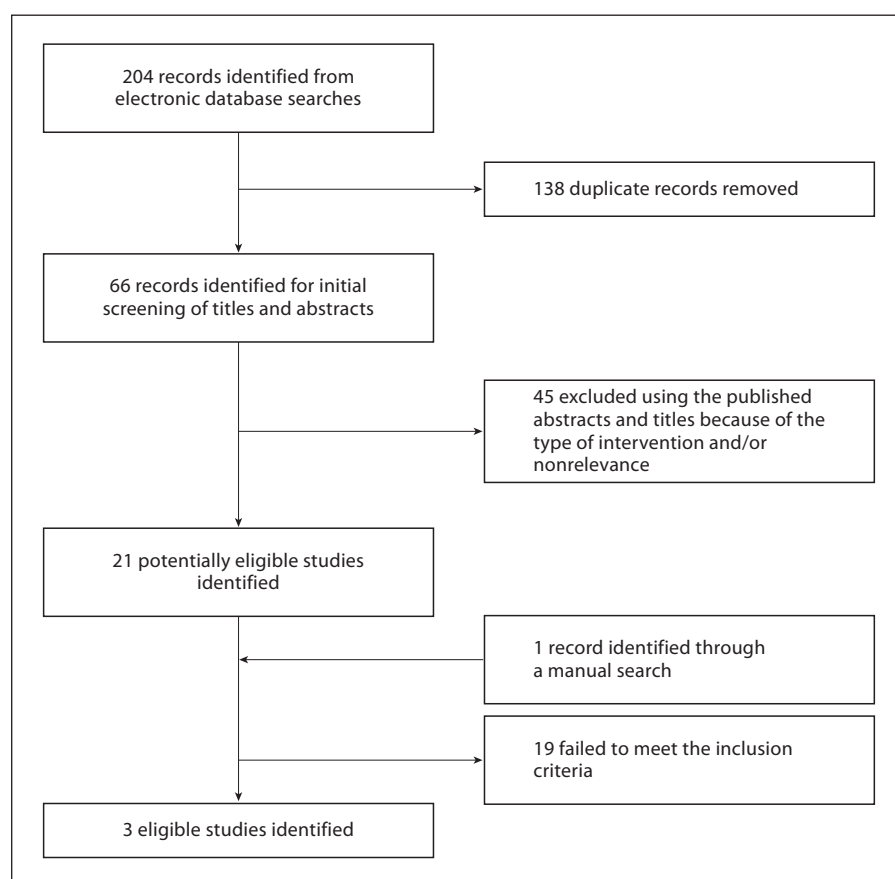 204 records identified from
electronic database searches
138 duplicate records removed
66 records identified for initial
screening of titles and abstracts
45 excluded using the published
abstracts and titles because of the
type of intervention and/or
nonrelevance
21 potentially eligible studies
identified
1 record identified through
a manual search
19 failed to meet the inclusion
criteria
3 eligible studies identified